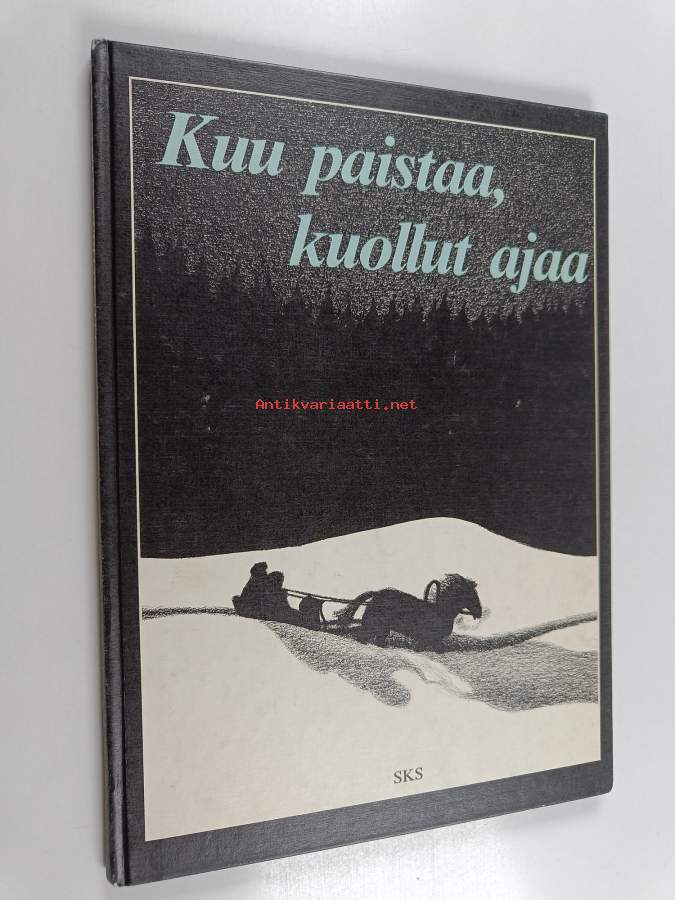 Kuu paistaa,
kuollut ajaa
Antikvariaatti.net
SKS